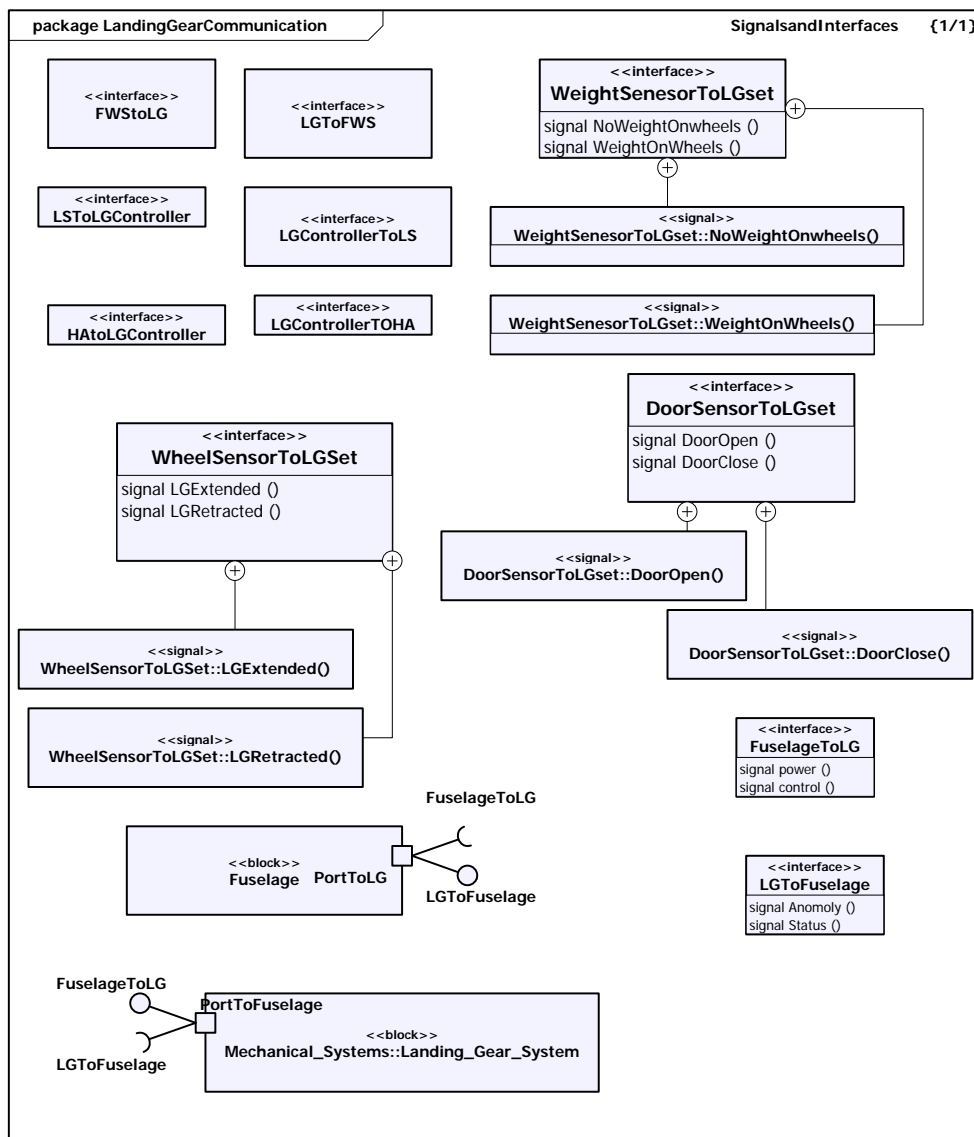 package LandingGearCommunication
SignalsandInterfaces {1/1}
<<interface>>
FWStoLG
<<interface>>
LGToFWS
<<interface>>
WeightSenesorToLGset
signal NoWeightOnwheels ()
signal WeightOnWheels ()
<<interface>>
LSToLGController
<<interface>>
LGControllerToLS
<<signal>>
WeightSenesorToLGset::NoWeightOnwheels()
<<interface>>
HAtoLGController
<<interface>>
LGControllerTOHA
<<signal>>
WeightSenesorToLGset::WeightOnWheels()
<<interface>>
DoorSensorToLGset
signal DoorOpen ()
signal DoorClose ()
<<interface>>
WheelSensorToLGSet
signal LGExtended ()
signal LGRetracted ()
<<signal>>
DoorSensorToLGset::DoorOpen()
<<signal>>
DoorSensorToLGset::DoorClose()
<<signal>>
WheelSensorToLGSet::LGExtended()
<<signal>>
WheelSensorToLGSet::LGRetracted()
<<interface>>
FuselageToLG
signal power ()
signal control ()
FuselageToLG
<<block>>
Fuselage
PortToLG
LGToFuselage
<<interface>>
LGToFuselage
signal Anomoly ()
signal Status ()
FuselageToLG
PortToFuselage
LGToFuselage
<<block>>
Mechanical_Systems::Landing_Gear_System